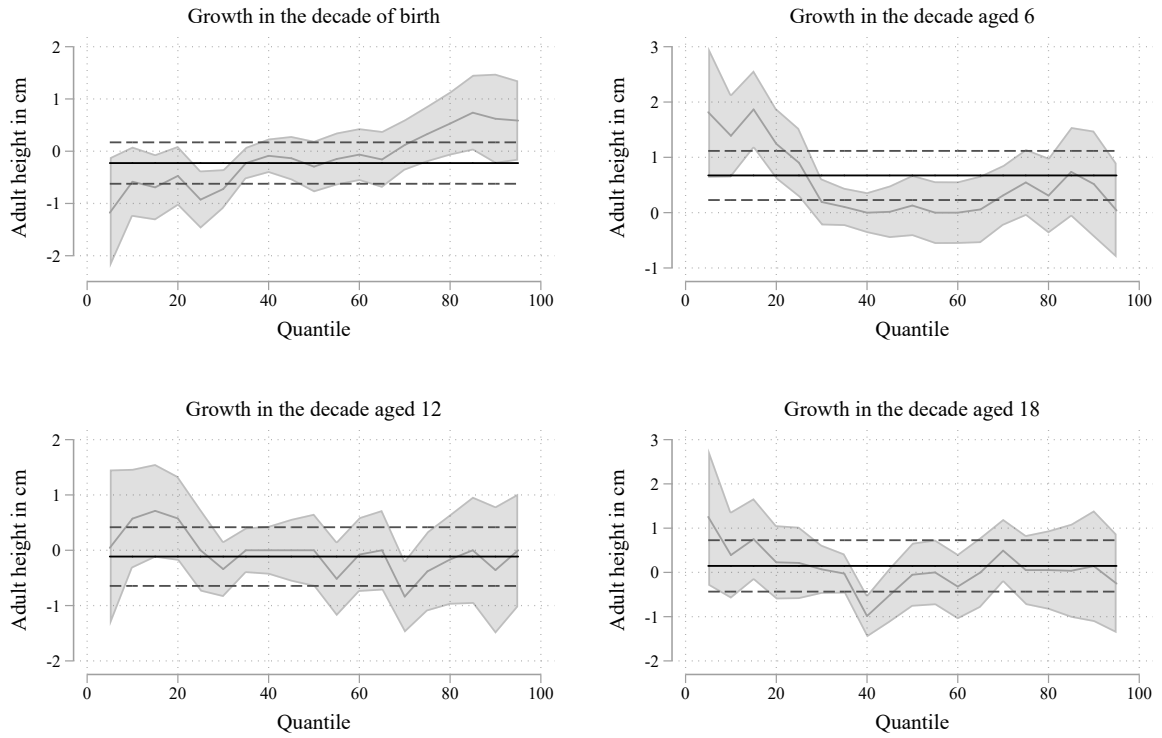 Growth in the decade of birth
Adult height in cm
2
1
0
-1
-2
0 20 40 60 80 100
Quantile
Growth in the decade aged 6
Adult height in cm
3
2
1
0
-1
0 20 40 60 80 100
Quantile
Growth in the decade aged 12
Adult height in cm
2
1
0
-1
-2
0 20 40 60 80 100
Quantile
Growth in the decade aged 18
Adult height in cm
3
2
1
0
-1
-2
0 20 40 60 80 100
Quantile